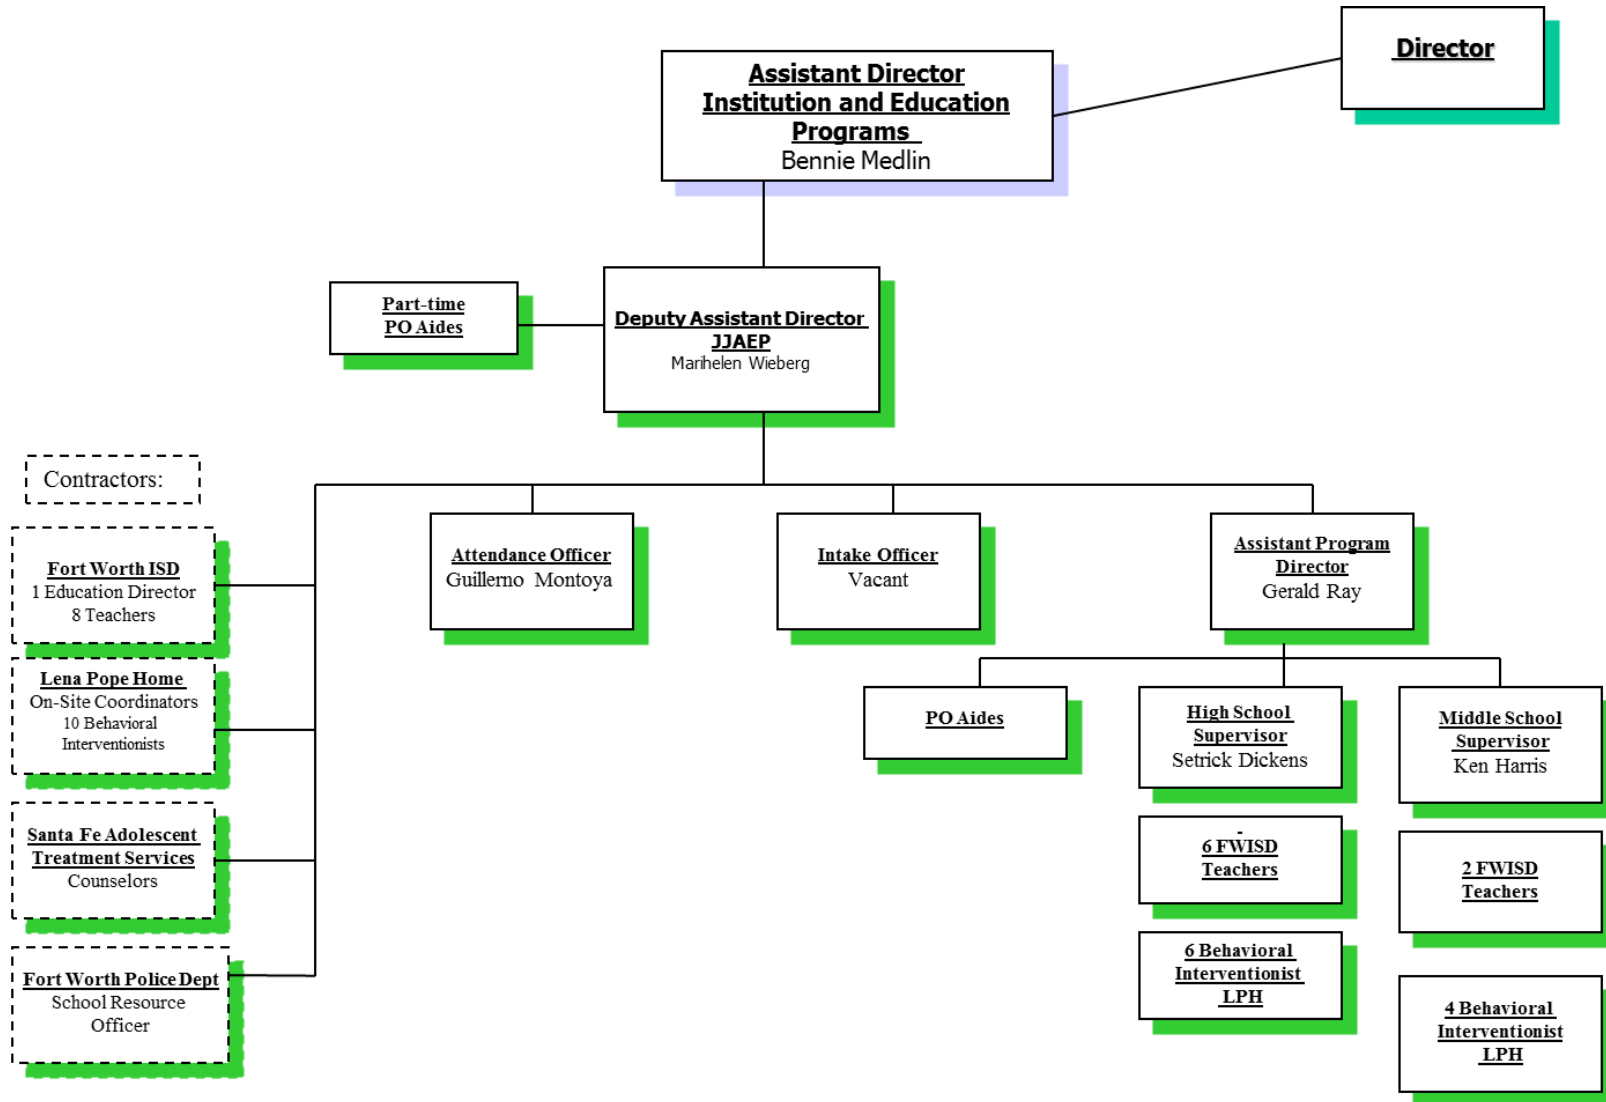 Director
Assistant Director
Institution and Education
Programs
Bennie Medlin
Part-time
PO Aides
Deputy Assistant Director
JJAEP
Marihelen Wieberg
Contractors:
Fort Worth ISD
1 Education Director
8 Teachers
Lena Pope Home
On-Site Coordinators
10 Behavioral
Interventionists
Santa Fe Adolescent
Treatment Services
Counselors
Fort Worth Police Dept
School Resource
Officer
Attendance Officer
Guillerno Montoya
Intake Officer
Vacant
Assistant Program
Director
Gerald Ray
PO Aides
High School
Supervisor
Setrick Dickens
6 FWISD
Teachers
6 Behavioral
Interventionist
LPH
Middle School
Supervisor
Ken Harris
2 FWISD
Teachers
4 Behavioral
Interventionist
LPH